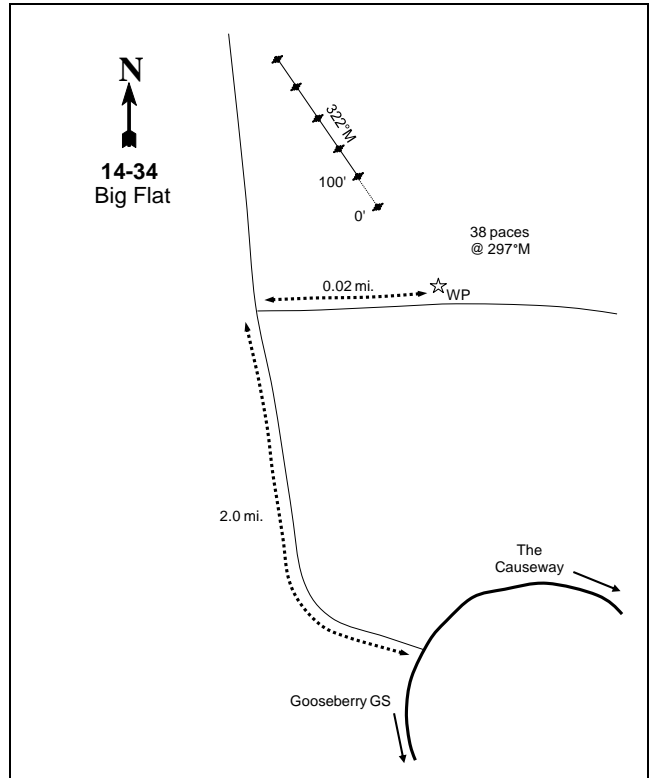 N
14-34
Big Flat
322°M
100'
0'
38 paces
@ 297°M
0.02 mi.
WP
2.0 mi.
The
Causeway
Gooseberry GS